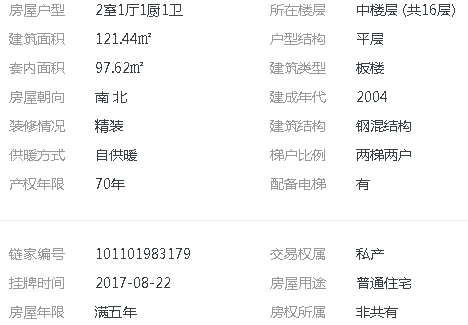 房屋户型 2室1厅1厨1卫 所在楼层 中楼层 (共16层)
建筑面积 121.44㎡ 户型结构 平层
套内面积 97.62㎡ 建筑类型 板楼
房屋朝向 南 北 建成年代 2004
装修情况 精装 建筑结构 钢混结构
供暖方式 自供暖 梯户比例 两梯两户
产权年限 70年 配备电梯 有
链家编号 101101983179 交易权属 私产
挂牌时间 2017-08-22 房屋用途 普通住宅
房屋年限 满五年 房权所属 非共有